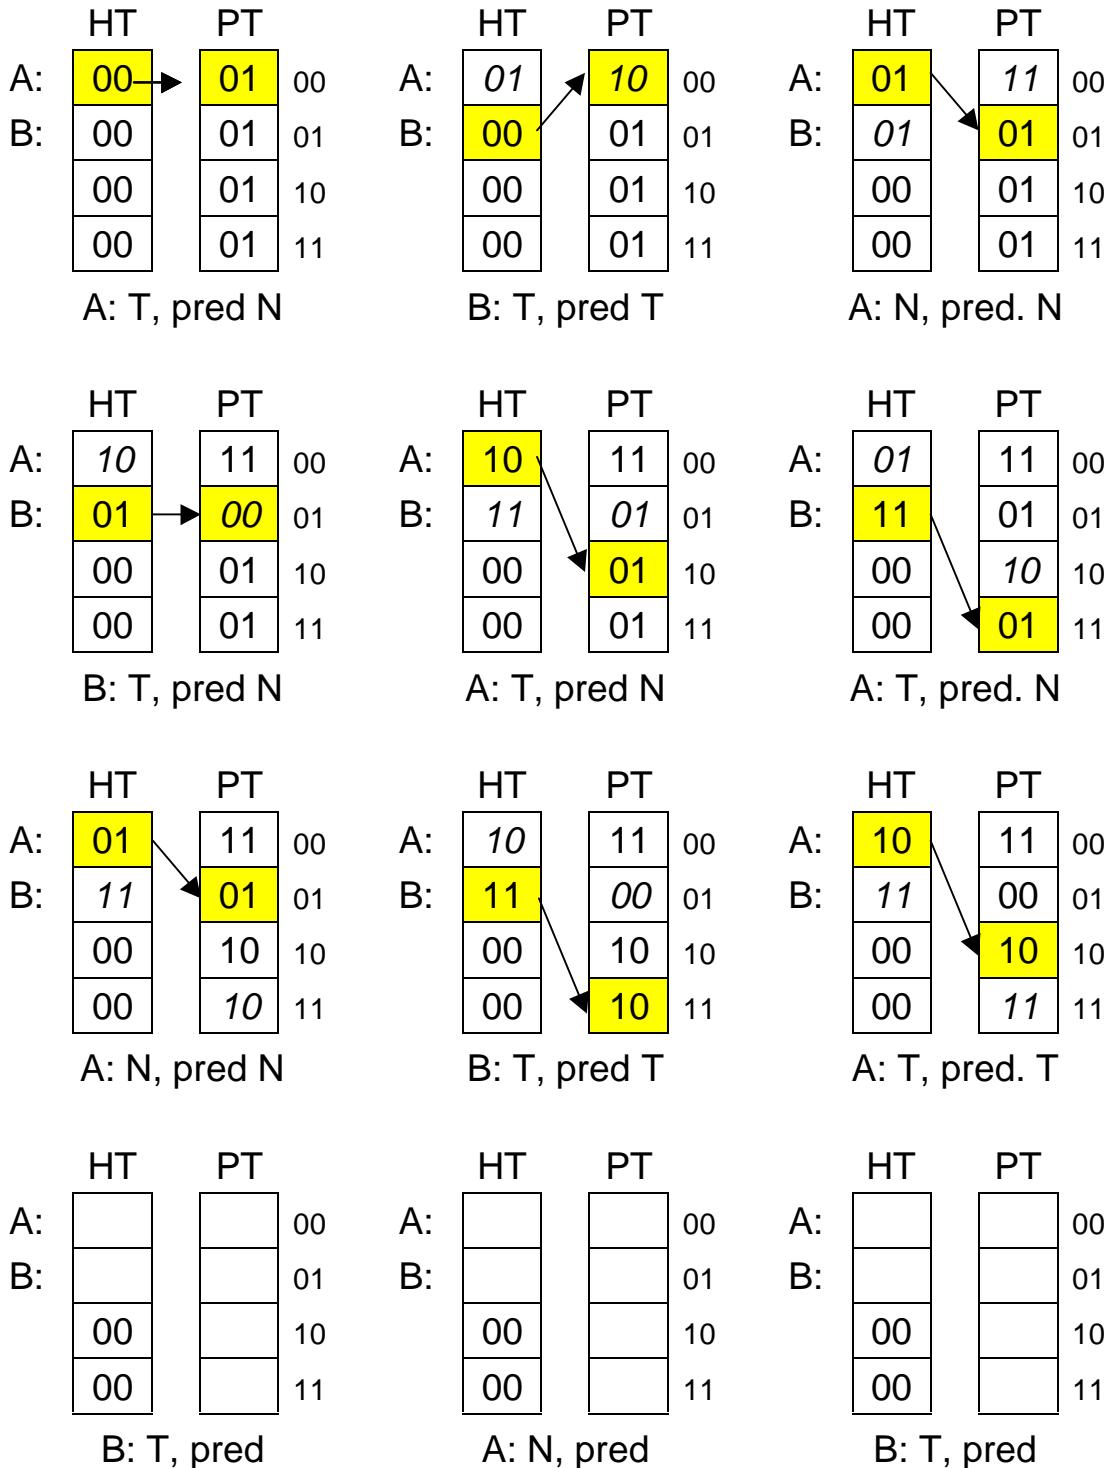 HT PT HT PT HT PT
A: 00 01 00 A: 01 10 00 A: 01 11 00
B: 00 01 01 B: 00 01 01 B: 01 01 01
00 01 10 00 01 10 00 01 10
00 01 11 00 01 11 00 01 11
A: T, pred N B: T, pred T A: N, pred. N
HT PT HT PT HT PT
A: 10 11 00 A: 10 11 00 A: 01 11 00
B: 01 00 01 B: 11 01 01 B: 11 01 01
00 01 10 00 01 10 00 10 10
00 01 11 00 01 11 00 01 11
B: T, pred N A: T, pred N A: T, pred. N
HT PT HT PT HT PT
A: 01 11 00 A: 10 11 00 A: 10 11 00
B: 11 01 01 B: 11 00 01 B: 11 00 01
00 10 10 00 10 10 00 10 10
00 10 11 00 10 11 00 11 11
A: N, pred N B: T, pred T A: T, pred. T
HT PT HT PT HT PT
A: 00 A: 00 A: 00
B: 01 B: 01 B: 01
00 10 00 10 00 10
00 11 00 11 00 11
B: T, pred A: N, pred B: T, pred